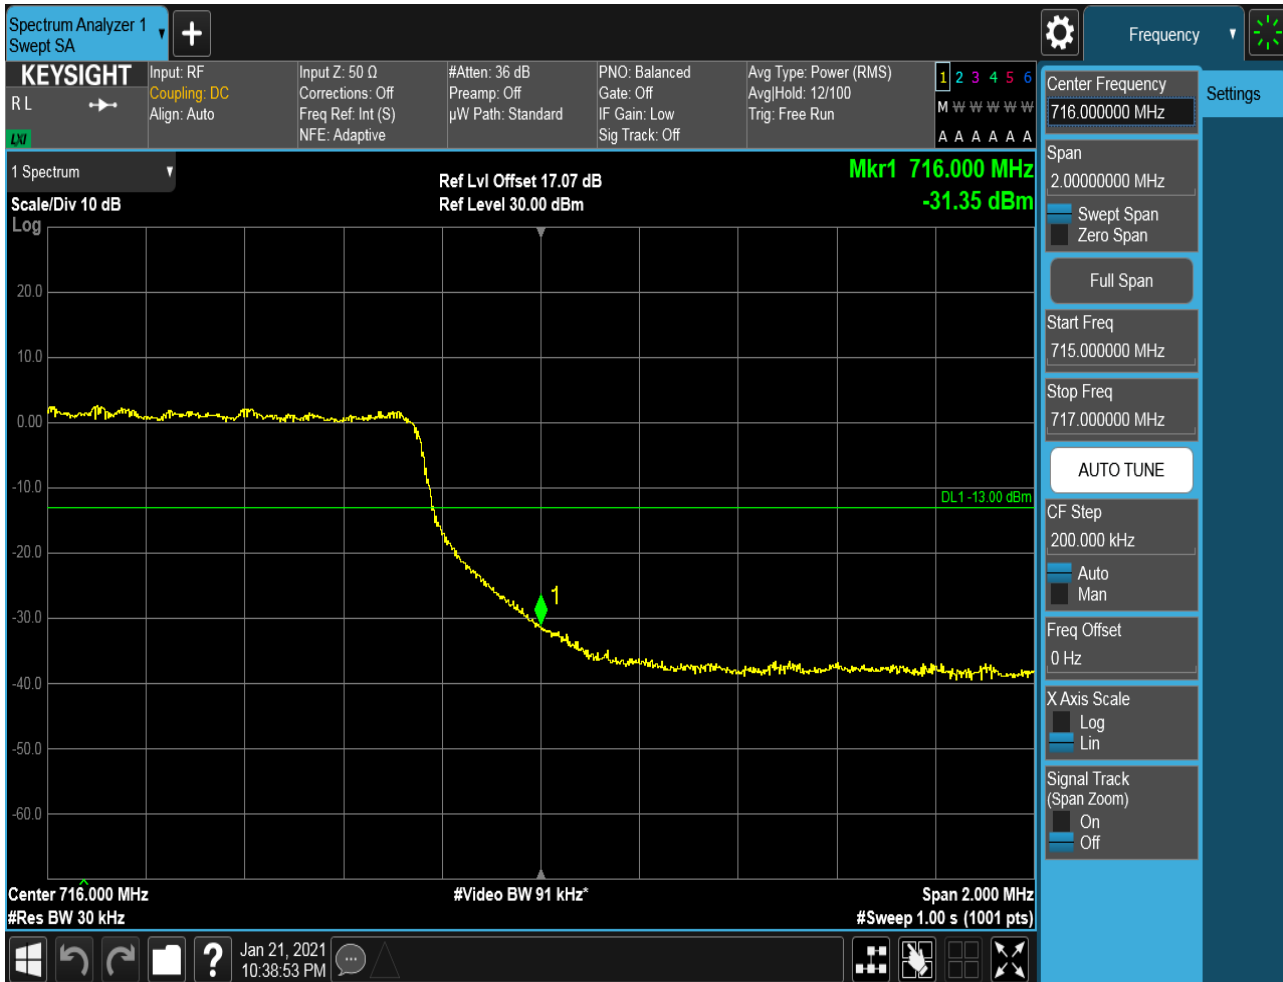 Spectrum Analyzer 1
Swept SA
Frequency
KEYSIGHT
R L
LXI
Input: RF
Coupling: DC
Align: Auto
Input Z: 50 Ω
Corrections: Off
Freq Ref: Int (S)
NFE: Adaptive
#Atten: 36 dB
Preamp: Off
µW Path: Standard
PNO: Balanced
Gate: Off
IF Gain: Low
Sig Track: Off
Avg Type: Power (RMS)
Avg|Hold: 12/100
Trig: Free Run
1 2 3 4 5 6
M W W W W W
A A A A A A
1 Spectrum
Scale/Div 10 dB
Log
Ref Lvl Offset 17.07 dB
Ref Level 30.00 dBm
Mkr1 716.000 MHz
-31.35 dBm
20.0
10.0
0.00
-10.0
DL1 -13.00 dBm
-20.0
1
-30.0
-40.0
-50.0
-60.0
Center 716.000 MHz
#Video BW 91 kHz*
Span 2.000 MHz
#Res BW 30 kHz
#Sweep 1.00 s (1001 pts)
Jan 21, 2021
10:38:53 PM
Center Frequency
716.000000 MHz
Settings
Span
2.00000000 MHz
Swept Span
Zero Span
Full Span
Start Freq
715.000000 MHz
Stop Freq
717.000000 MHz
AUTO TUNE
CF Step
200.000 kHz
Auto
Man
Freq Offset
0 Hz
X Axis Scale
Log
Lin
Signal Track
(Span Zoom)
On
Off